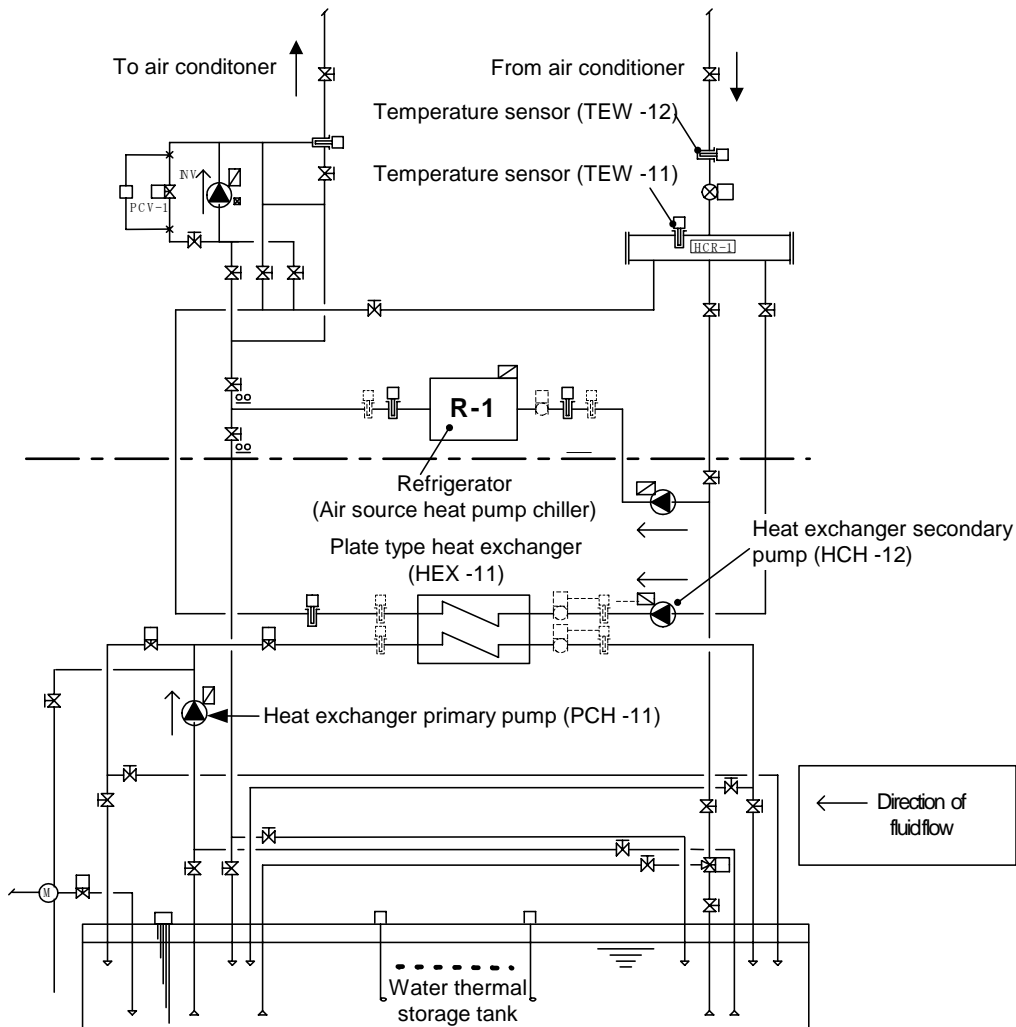 To air conditoner
From air conditioner
Temperature sensor (TEW -12)
Temperature sensor (TEW -11)
INV
PCV-1
HCR-1
R-1
Refrigerator
(Air source heat pump chiller)
Plate type heat exchanger
(HEX -11)
Heat exchanger secondary
pump (HCH -12)
Heat exchanger primary pump (PCH -11)
Direction of
fluidflow
M
Water thermal
storage tank